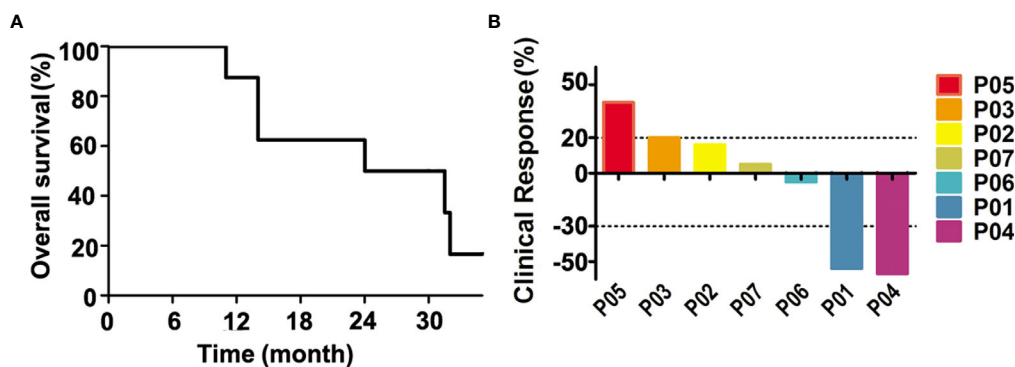 A
Overall survival (%)
100
80
60
40
20
0
0 6 12 18 24 30
Time (month)
B
Clinical Response (%)
50
20
0
-30
-50
P05 P03 P02 P07 P06 P01 P04
P05
P03
P02
P07
P06
P01
P04